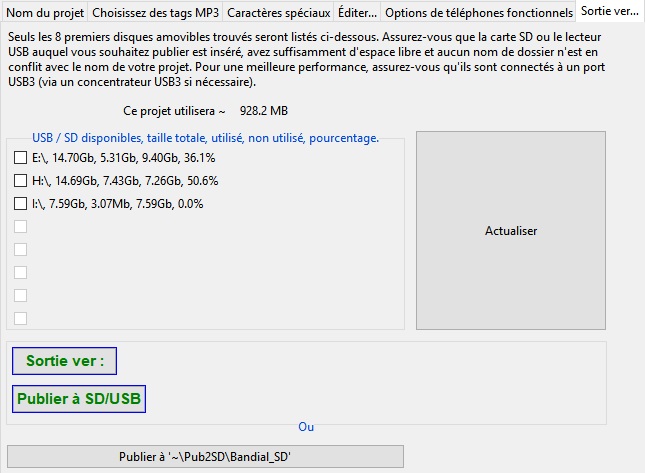 Nom du projet Choisissez des tags MP3 Caractères spéciaux Éditer... Options de téléphones fonctionnels Sortie ver...
Seuls les 8 premiers disques amovibles trouvés seront listés ci-dessous. Assurez-vous que la carte SD ou le lecteur
USB auquel vous souhaitez publier est inséré, avez suffisamment d'espace libre et aucun nom de dossier n'est en
conflit avec le nom de votre projet. Pour une meilleure performance, assurez-vous qu'ils sont connectés à un port
USB3 (via un concentrateur USB3 si nécessaire).
Ce projet utilisera ~ 928.2 MB
USB / SD disponibles, taille totale, utilisé, non utilisé, pourcentage.
E:\, 14.70Gb, 5.31Gb, 9.40Gb, 36.1%
H:\, 14.69Gb, 7.43Gb, 7.26Gb, 50.6%
I:\, 7.59Gb, 3.07Mb, 7.59Gb, 0.0%
Actualiser
Sortie ver :
Publier à SD/USB
Ou
Publier à '~\Pub2SD\Bandial_SD'